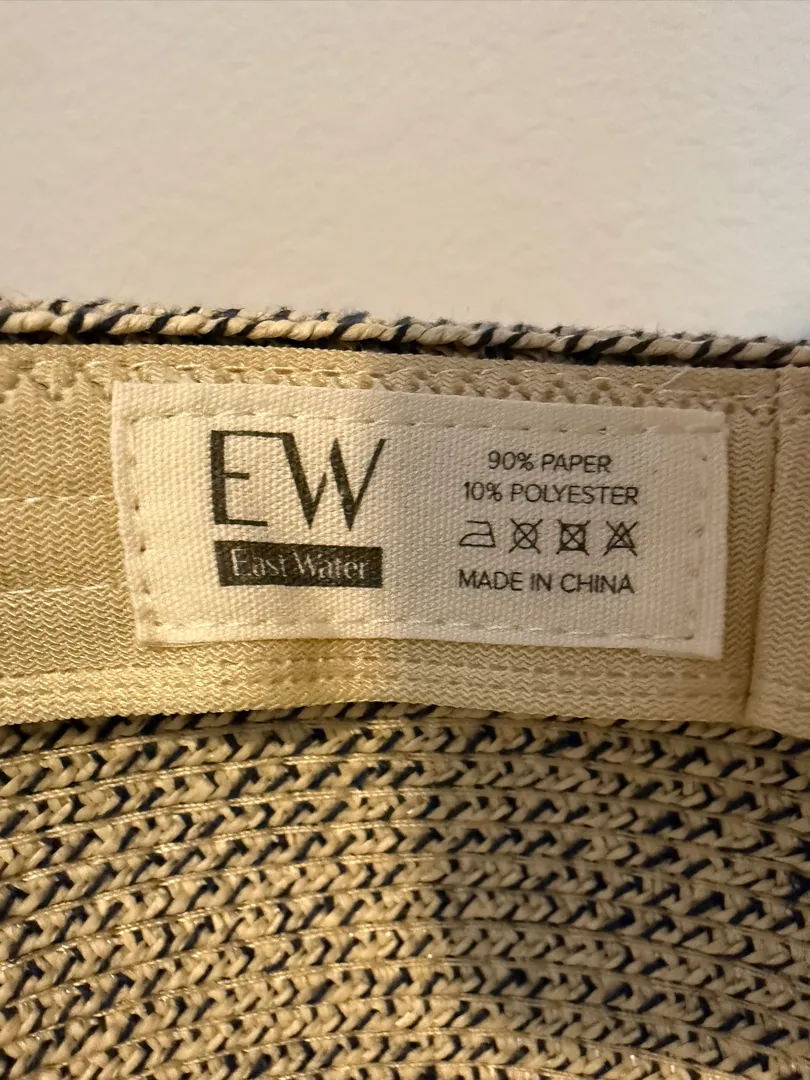 EW
East Water
90% PAPER
10% POLYESTER
MADE IN CHINA